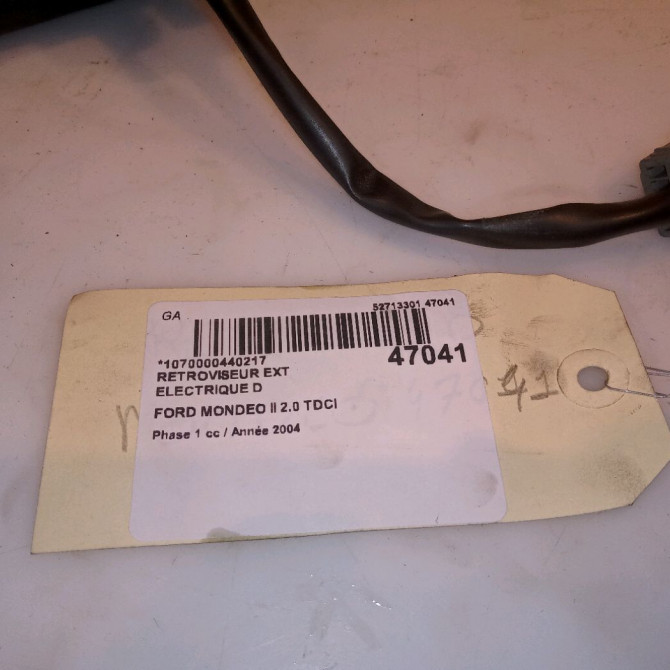 GA
52713301 47041
*1070000440217
47041
RETROVISEUR EXT
ELECTRIQUE D
FORD MONDEO II 2.0 TDCI
Phase 1 cc / Année 2004